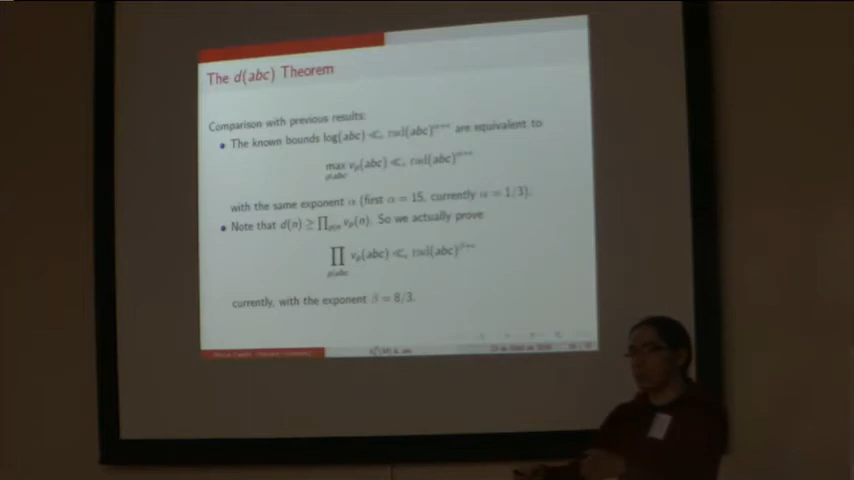 The d(abc) Theorem
Comparison with previous results:
• The known bounds log(abc) ≪ε rad(abc)^α+ε are equivalent to
max p|abc vp(abc) ≪ε rad(abc)^α+ε
with the same exponent α (first α = 15, currently α = 1/3).
• Note that d(n) ≥ ∏p|n vp(n). So we actually prove
∏p|abc vp(abc) ≪ε rad(abc)^β+ε
currently, with the exponent β = 8/3.